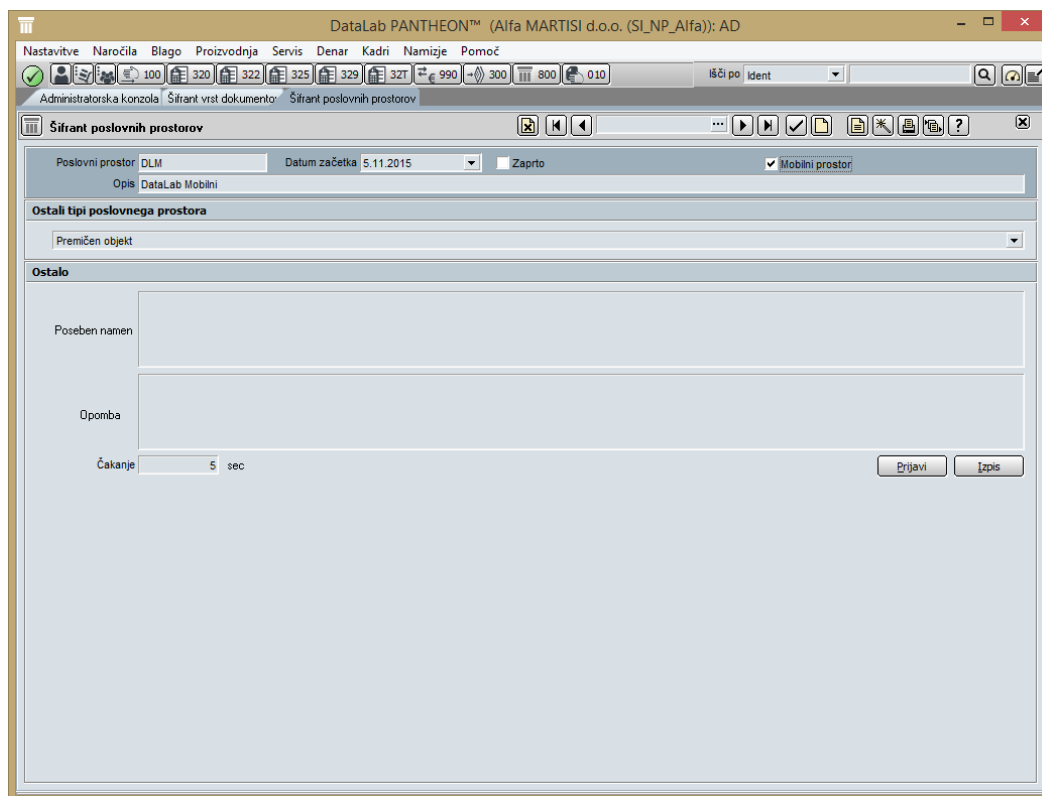 DataLab PANTHEON™ (Alfa MARTISI d.o.o. (SI_NP_Alfa)): AD
Nastavitve Naročila Blago Proizvodnja Servis Denar Kadri Namizje Pomoč
100 320 322 325 329 32T 990 300 800 010 Išči po Ident
Administratorska konzola Šifrant vrst dokumentov Šifrant poslovnih prostorov
Šifrant poslovnih prostorov
Poslovni prostor DLM Datum začetka 5.11.2015 Zaprto Mobilni prostor
Opis DataLab Mobilni
Ostali tipi poslovnega prostora
Premičen objekt
Ostalo
Poseben namen
Opomba
Čakanje 5 sec Prijavi Izpis